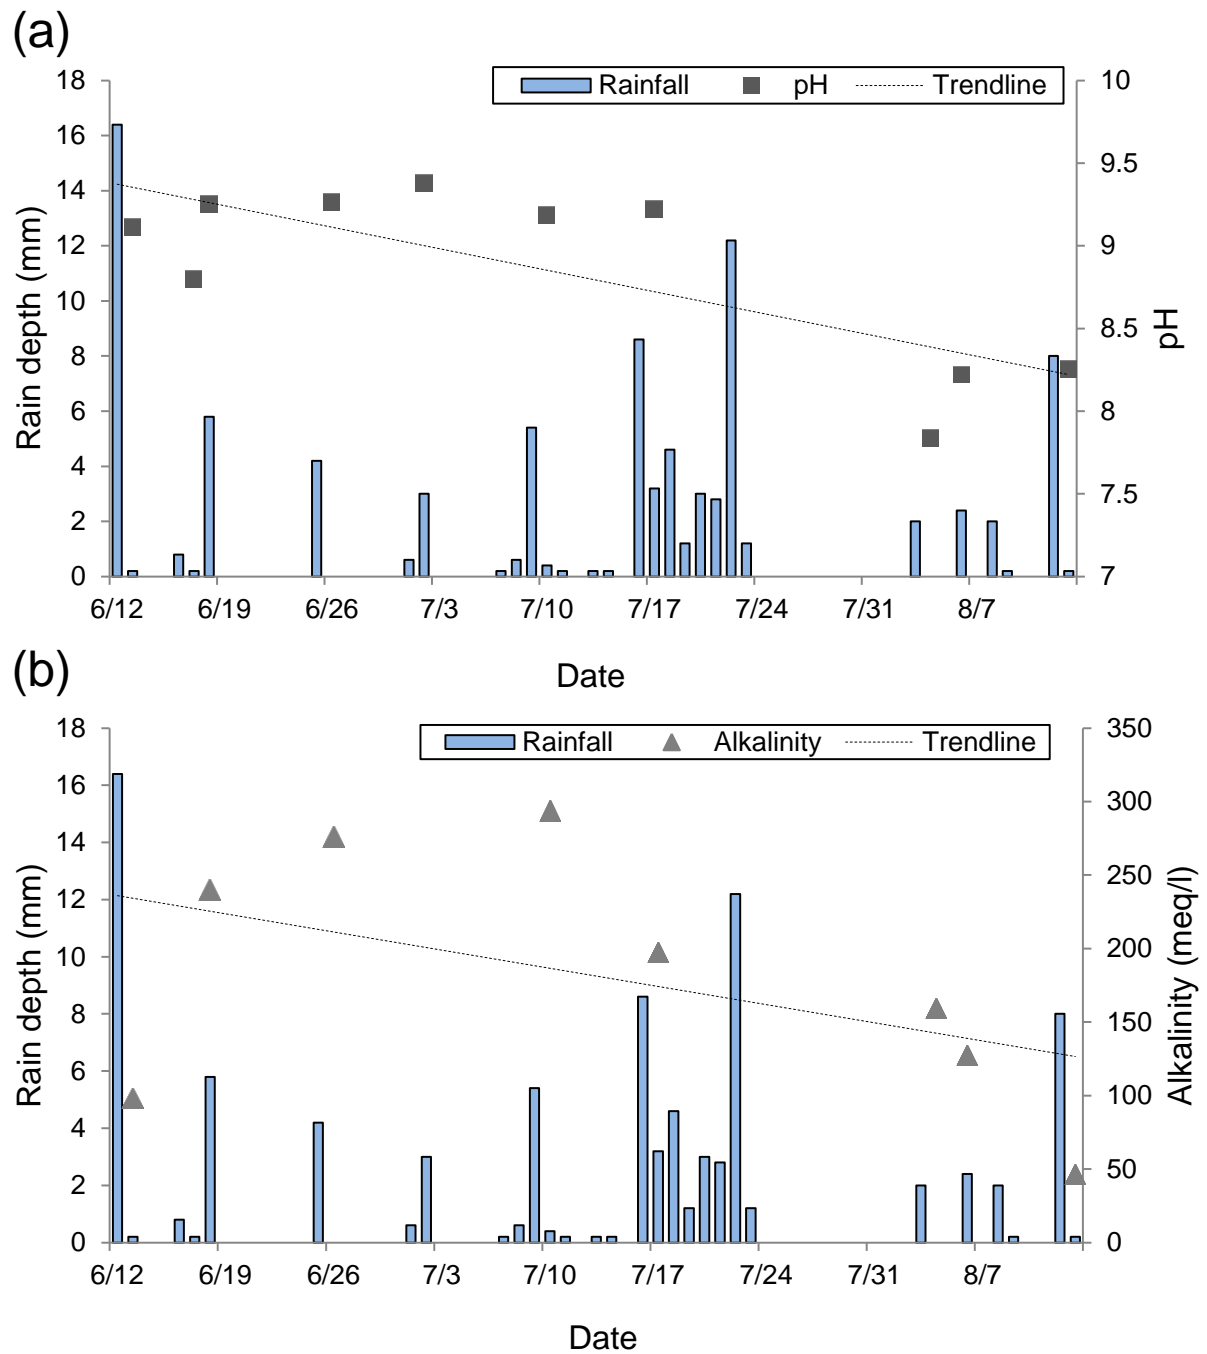 (a)
Rainfall pH Trendline
18
16
14
12
10
8
6
4
2
0
Rain depth (mm)
10
9.5
9
8.5
8
7.5
7
pH
6/12 6/19 6/26 7/3 7/10 7/17 7/24 7/31 8/7
Date
(b)
Rainfall Alkalinity Trendline
18
16
14
12
10
8
6
4
2
0
Rain depth (mm)
350
300
250
200
150
100
50
0
Alkalinity (meq/l)
6/12 6/19 6/26 7/3 7/10 7/17 7/24 7/31 8/7
Date